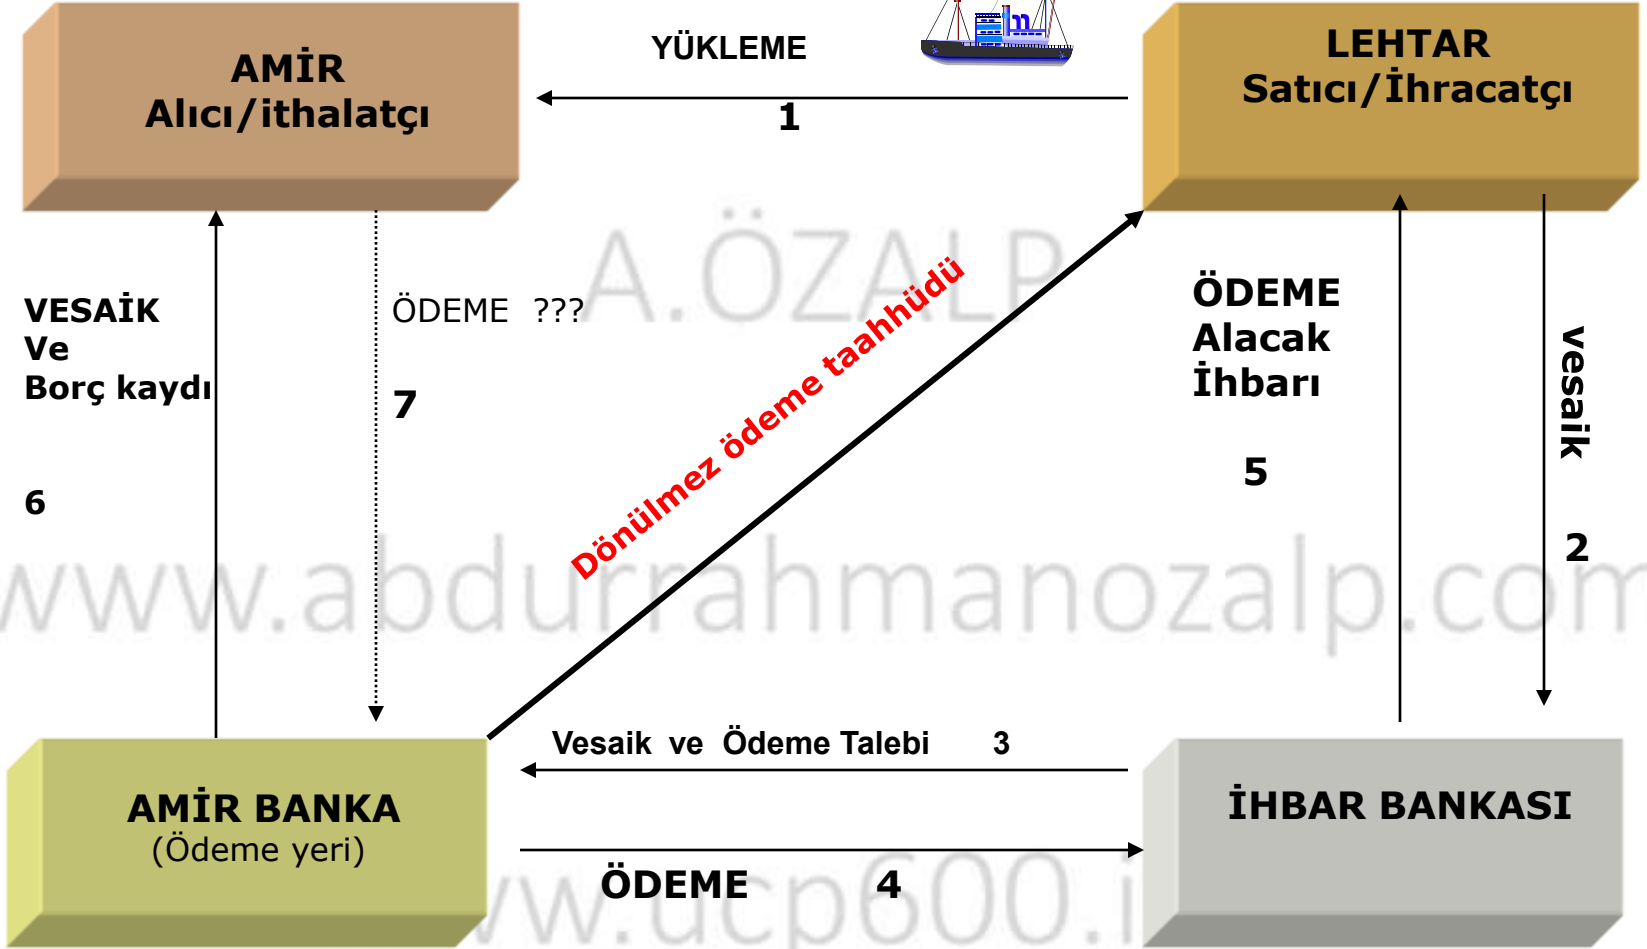 YÜKLEME
1
AMİR
Alıcı/ithalatçı
LEHTAR
Satıcı/İhracatçı
A.ÖZALP
VESAİK
Ve
Borç kaydı
6
ÖDEME ???
7
Dönülmez ödeme taahhüdü
ÖDEME
Alacak
İhbarı
5
vesaik
2
www.abdurrahmanozalp.com
Vesaik ve Ödeme Talebi 3
AMİR BANKA
(Ödeme yeri)
ÖDEME 4
İHBAR BANKASI